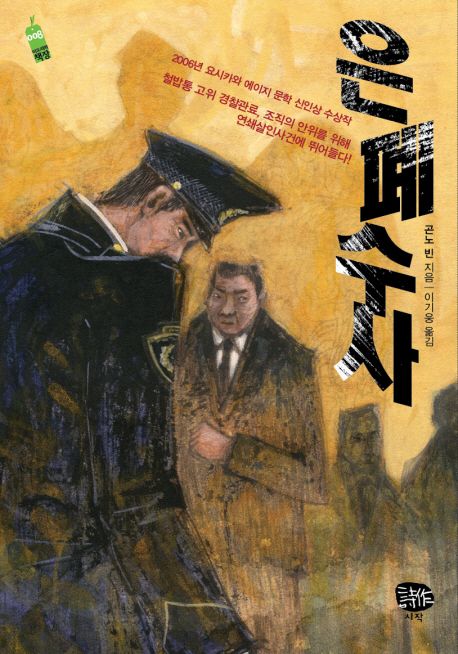 008
책장
2006년 요시카와 에이지 문학 신인상 수상작
철밥통 고위 경찰관료, 조직의 안위를 위해
연쇄살인사건에 뛰어들다!
은폐수사
곤노 빈 지음 | 이기웅 옮김
詩作
시작